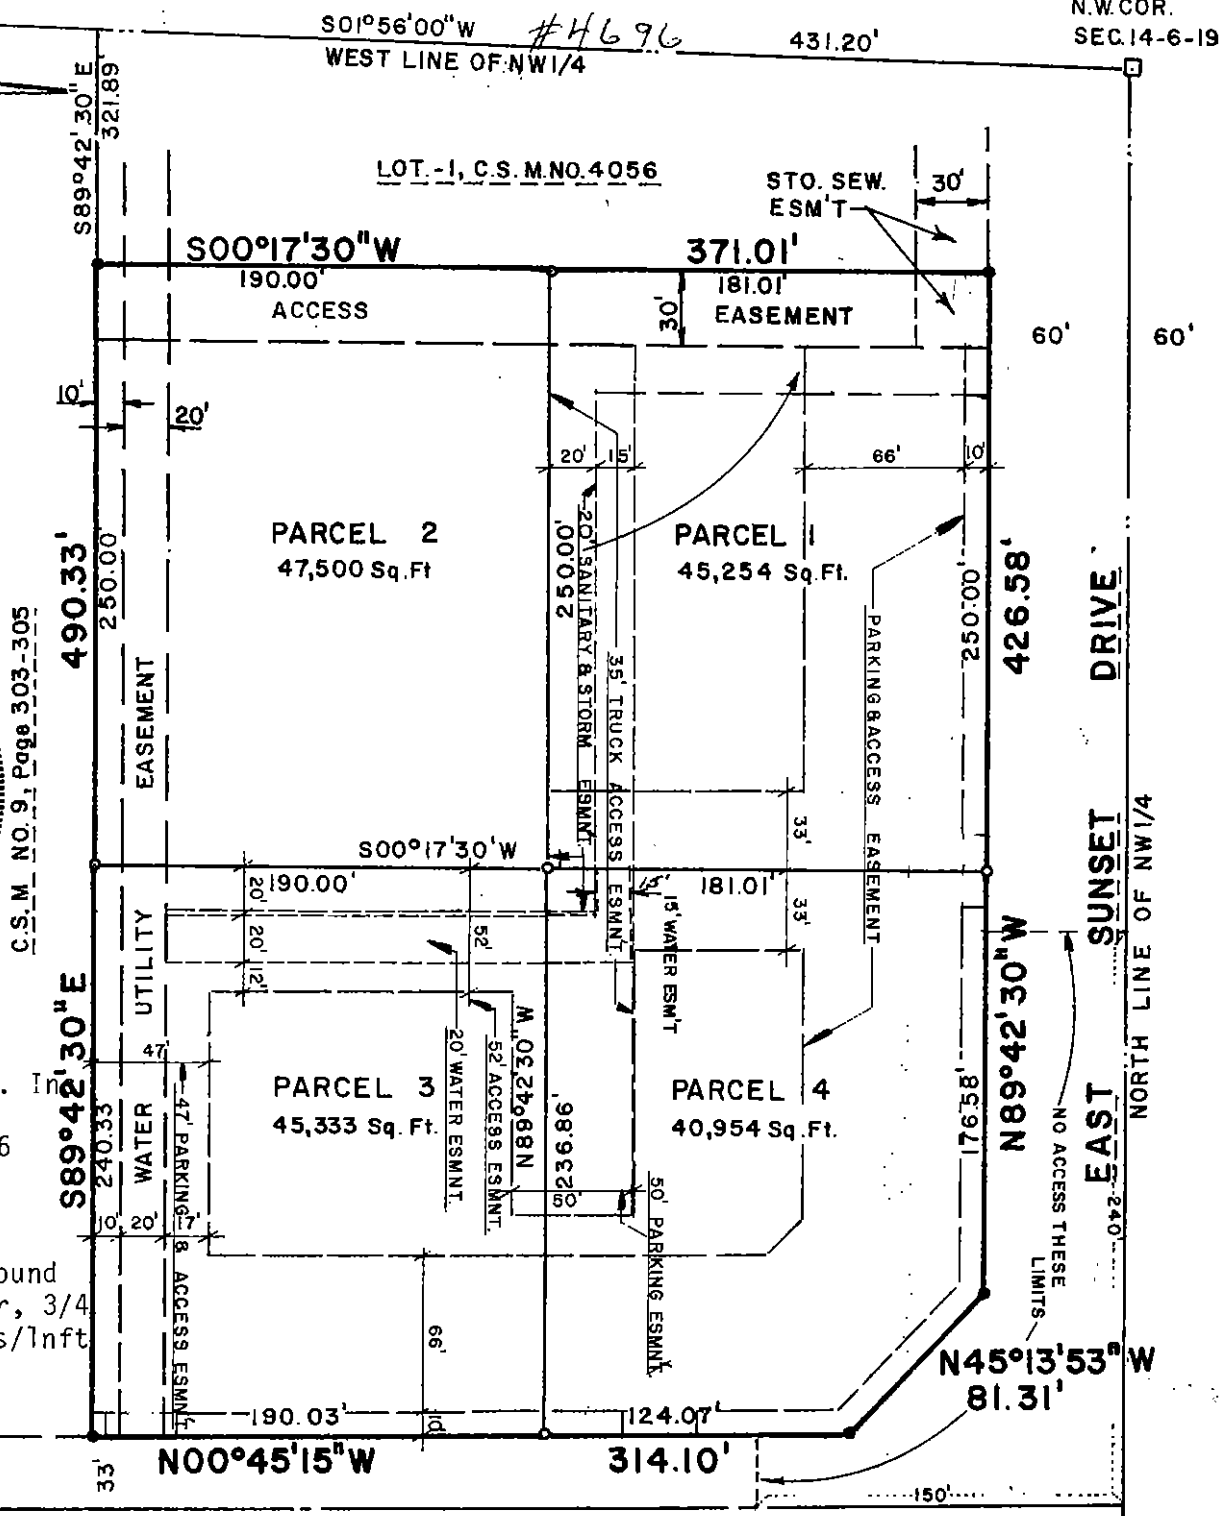 S01°56'00"W
#4696
431.20'
N.W.COR.
SEC.14-6-19
WEST LINE OF NW1/4
S89°42'30"E
321.89'
LOT.-1, C.S.M.NO.4056
STO. SEW.
ESM'T
30'
S00°17'30"W
371.01'
190.00'
181.01'
ACCESS
EASEMENT
30'
60'
60'
10'
20'
20'
15'
66'
10'
PARCEL 2
47,500 Sq.Ft
PARCEL 1
45,254 Sq.Ft.
490.33'
250.00'
250.00'
20' SANITARY & STORM ESMNT
35' TRUCK ACCESS ESMNT.
PARKING & ACCESS EASEMENT
250.00'
426.58'
EAST SUNSET DRIVE
NORTH LINE OF NW1/4
C.S.M NO. 9, Page 303-305
WATER UTILITY EASEMENT
S00°17'30"W
190.00'
181.01'
33'
33'
20'
20'
12'
52'
15'
15' WATER ESM'T
S89°42'30"E
240.33
47'
PARCEL 3
45,333 Sq. Ft.
PARCEL 4
40,954 Sq.Ft.
20' WATER ESMNT.
52' ACCESS ESMNT.
N89°42'30"W
236.86'
50'
50' PARKING ESMNT.
176.58'
N89°42'30"W
NO ACCESS THESE
LIMITS
240'
47' PARKING & ACCESS ESMN'T
10'
20'
17'
. In
6
ound
r, 3/4
s/lnft
66'
10'
190.03'
124.07'
N45°13'53"W
81.31'
N00°45'15"W
314.10'
33'
150'